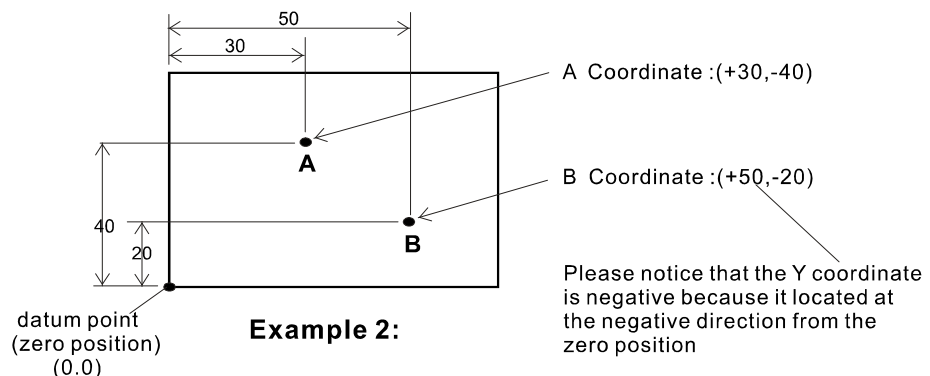 50
30
A Coordinate :(+30,-40)
A
B Coordinate :(+50,-20)
40
B
20
Please notice that the Y coordinate
is negative because it located at
the negative direction from the
zero position
datum point
(zero position)
(0.0)
Example 2: